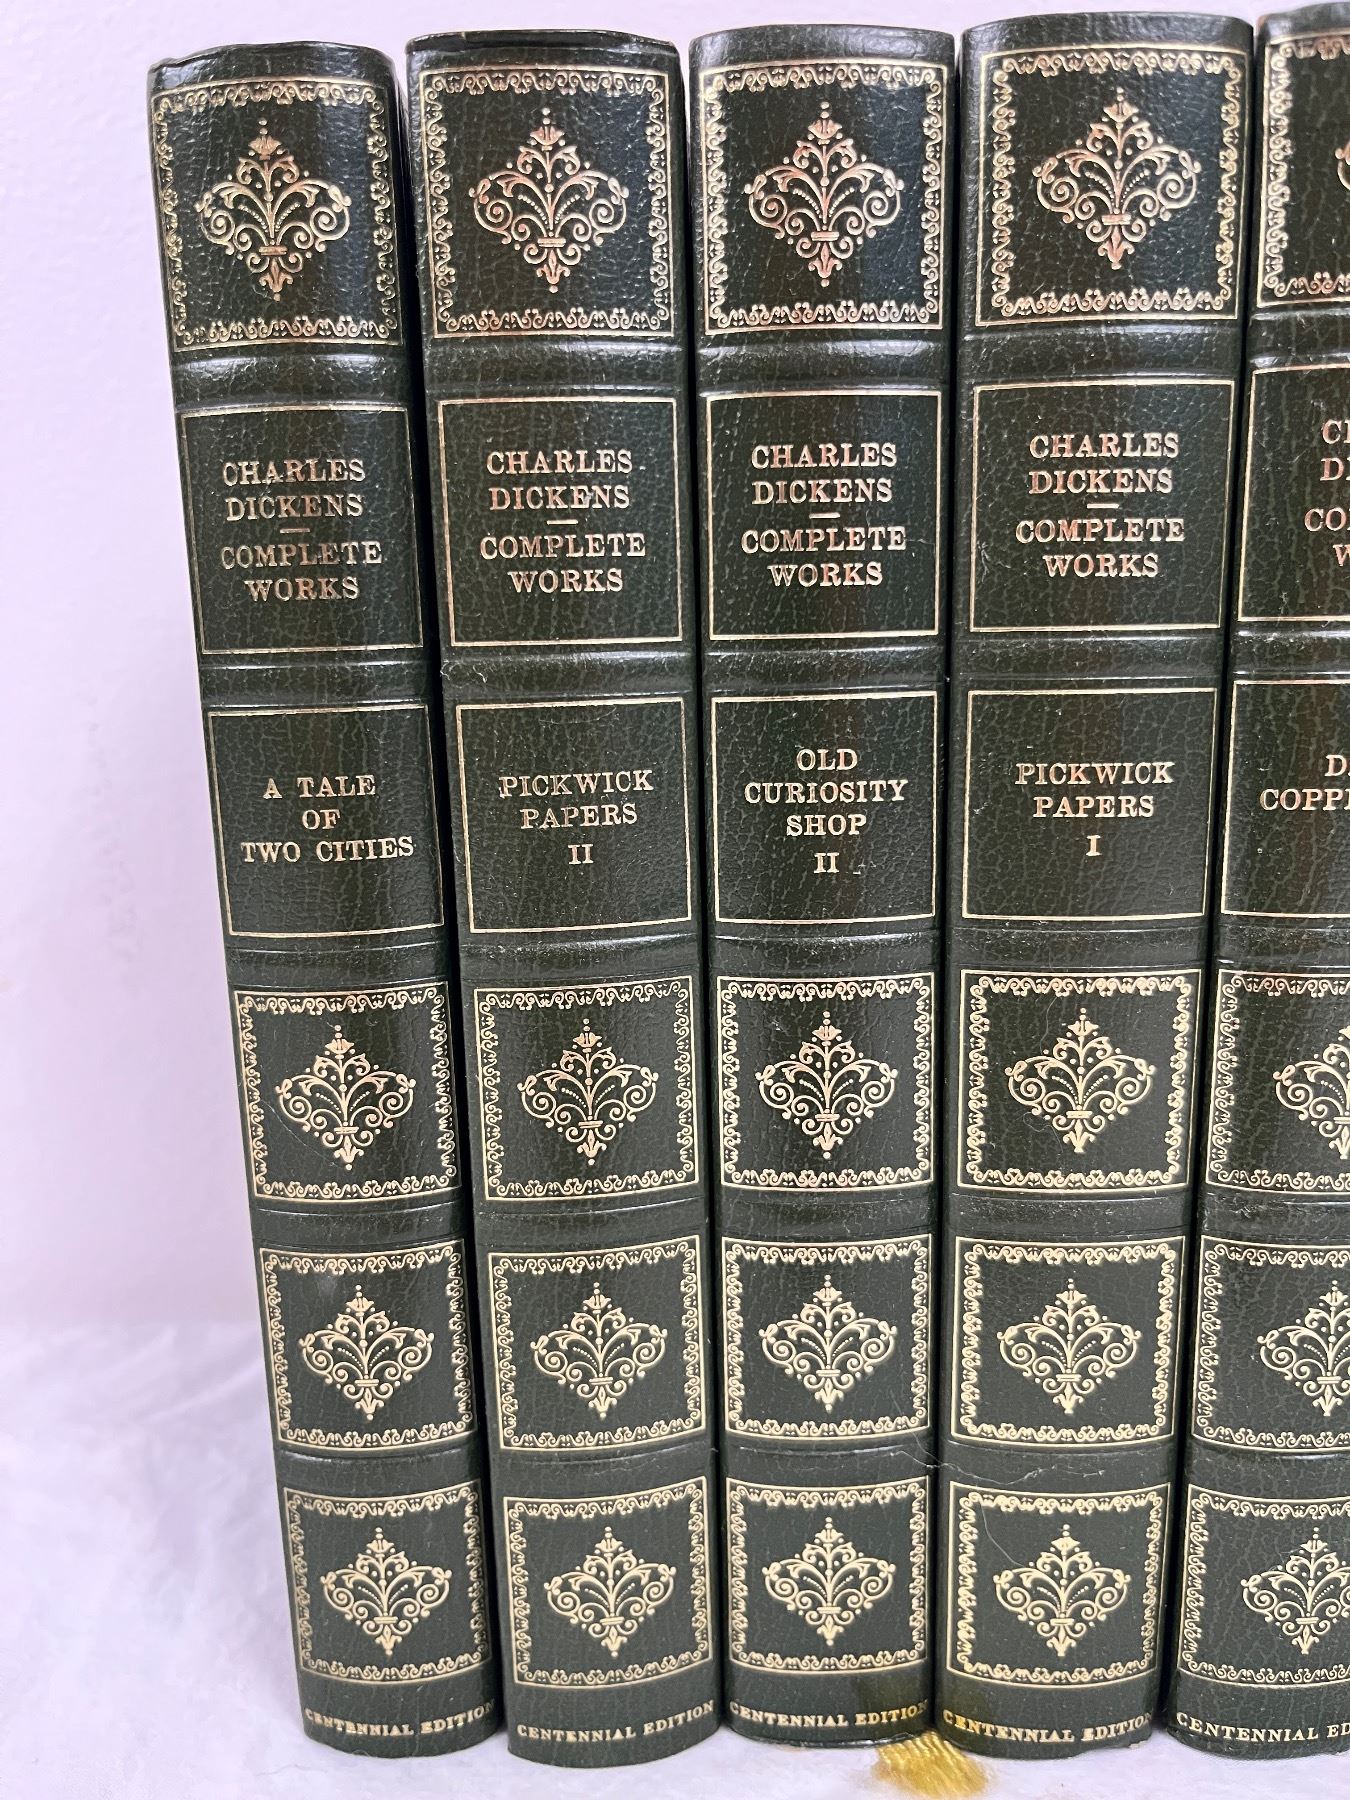 CHARLES
DICKENS
COMPLETE
WORKS
A TALE
OF
TWO CITIES
CENTENNIAL EDITION
CHARLES
DICKENS
COMPLETE
WORKS
PICKWICK
PAPERS
II
CENTENNIAL EDITION
CHARLES
DICKENS
COMPLETE
WORKS
OLD
CURIOSITY
SHOP
II
CENTENNIAL EDITION
CHARLES
DICKENS
COMPLETE
WORKS
PICKWICK
PAPERS
I
CENTENNIAL EDITION
CENTENNIAL